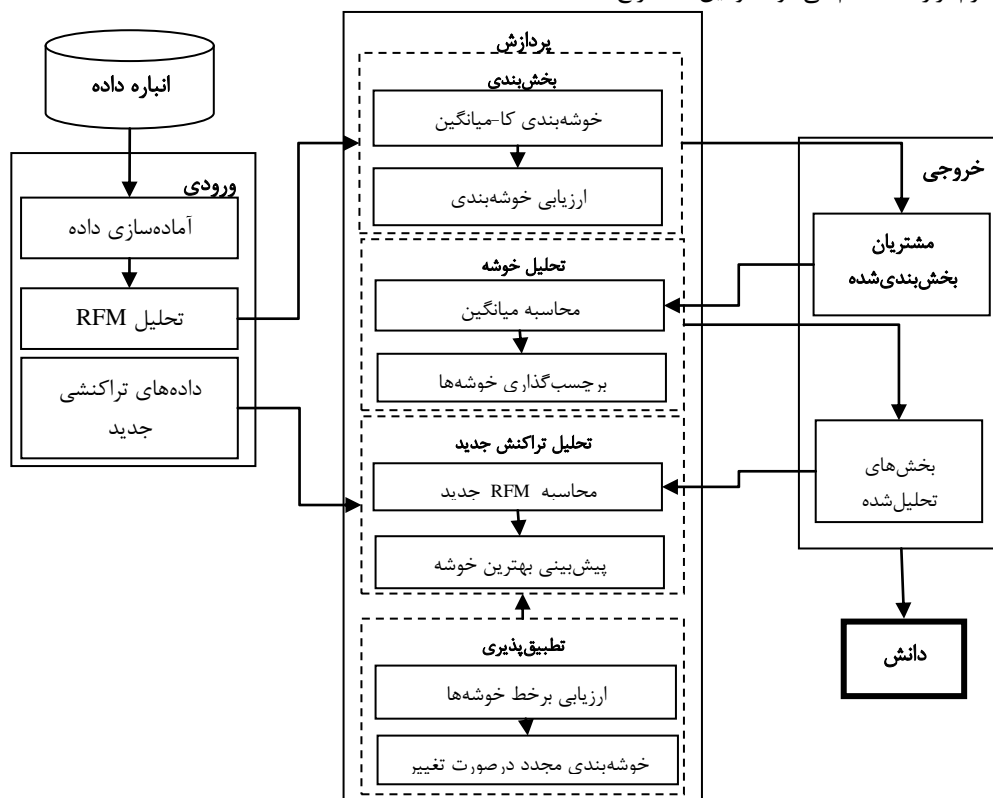 پردازش
انباره داده
بخش‌بندی
خوشه‌بندی کا-میانگین
ارزیابی خوشه‌بندی
ورودی
آماده‌سازی داده
تحلیل RFM
داده‌های تراکنشی
جدید
خروجی
مشتریان
بخش‌بندی‌شده
تحلیل خوشه
محاسبه میانگین
برچسب‌گذاری خوشه‌ها
تحلیل تراکنش جدید
محاسبه RFM جدید
پیش‌بینی بهترین خوشه
بخش‌های
تحلیل‌شده
تطبیق‌پذیری
ارزیابی برخط خوشه‌ها
خوشه‌بندی مجدد درصورت تغییر
دانش